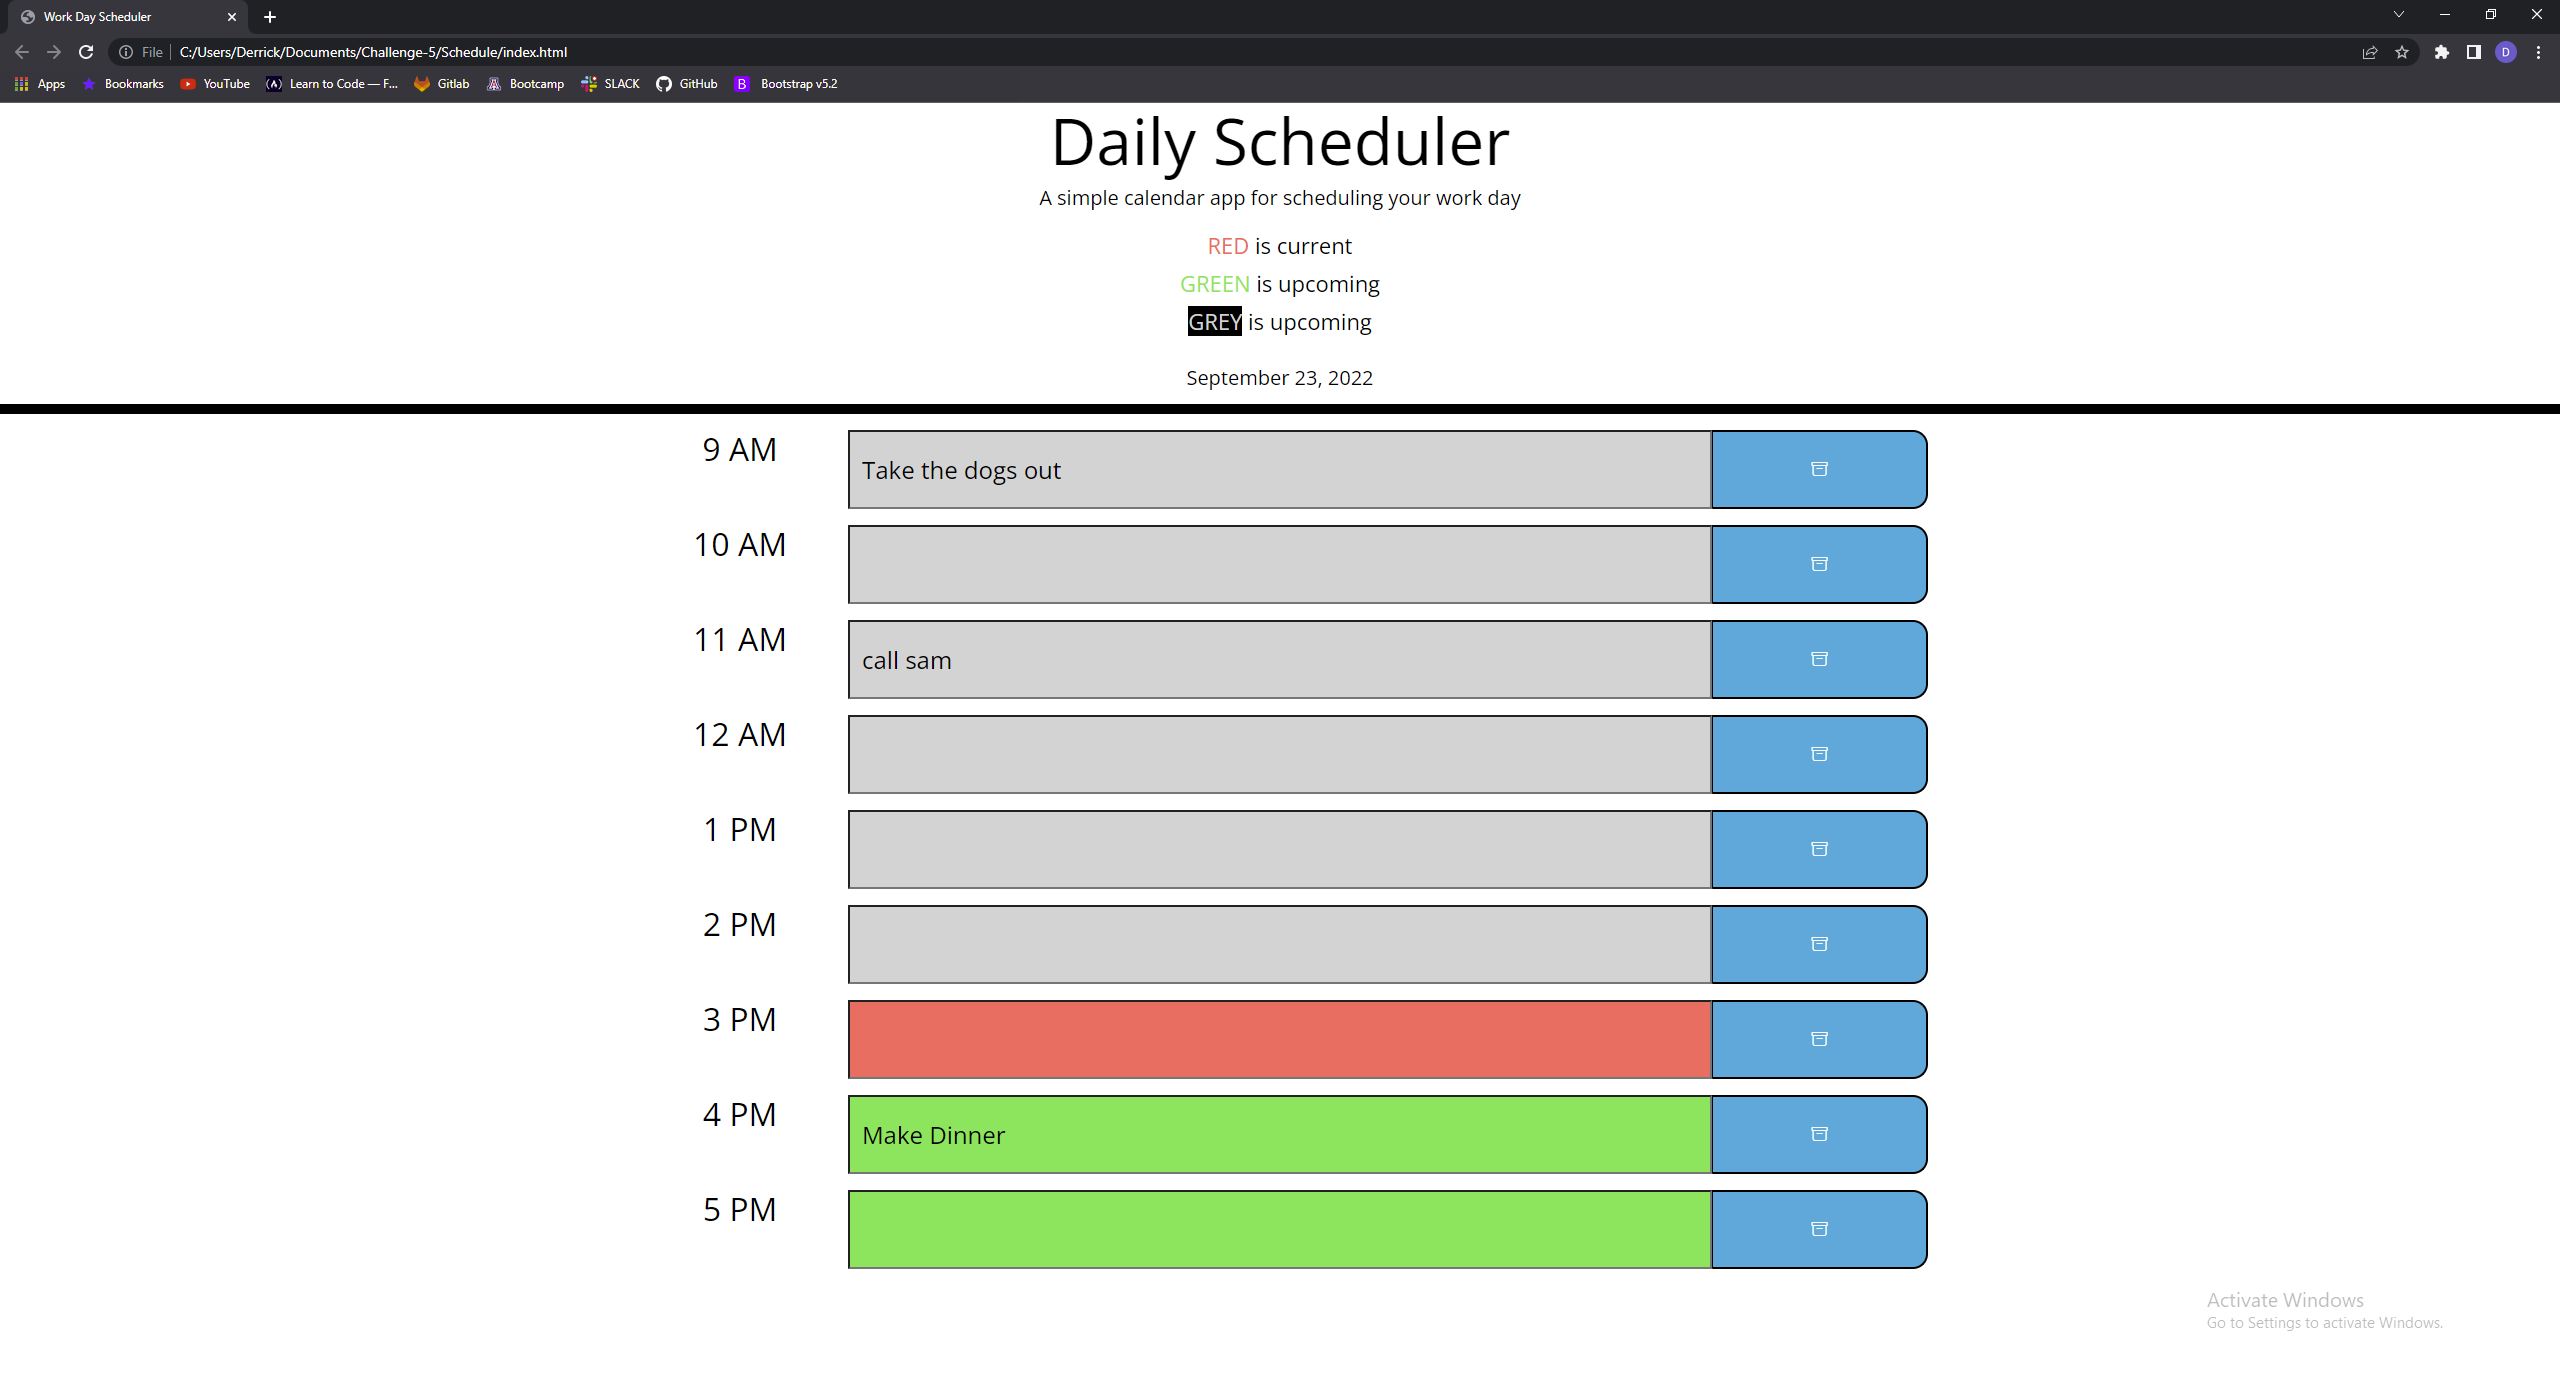 Work Day Scheduler
File C:/Users/Derrick/Documents/Challenge-5/Schedule/index.html D
Apps Bookmarks YouTube Learn to Code — F... Gitlab Bootcamp SLACK GitHub B Bootstrap v5.2
Daily Scheduler
A simple calendar app for scheduling your work day
RED is current
GREEN is upcoming
GREY is upcoming
September 23, 2022
9 AM Take the dogs out
10 AM
11 AM call sam
12 AM
1 PM
2 PM
3 PM
4 PM Make Dinner
5 PM
Activate Windows
Go to Settings to activate Windows.